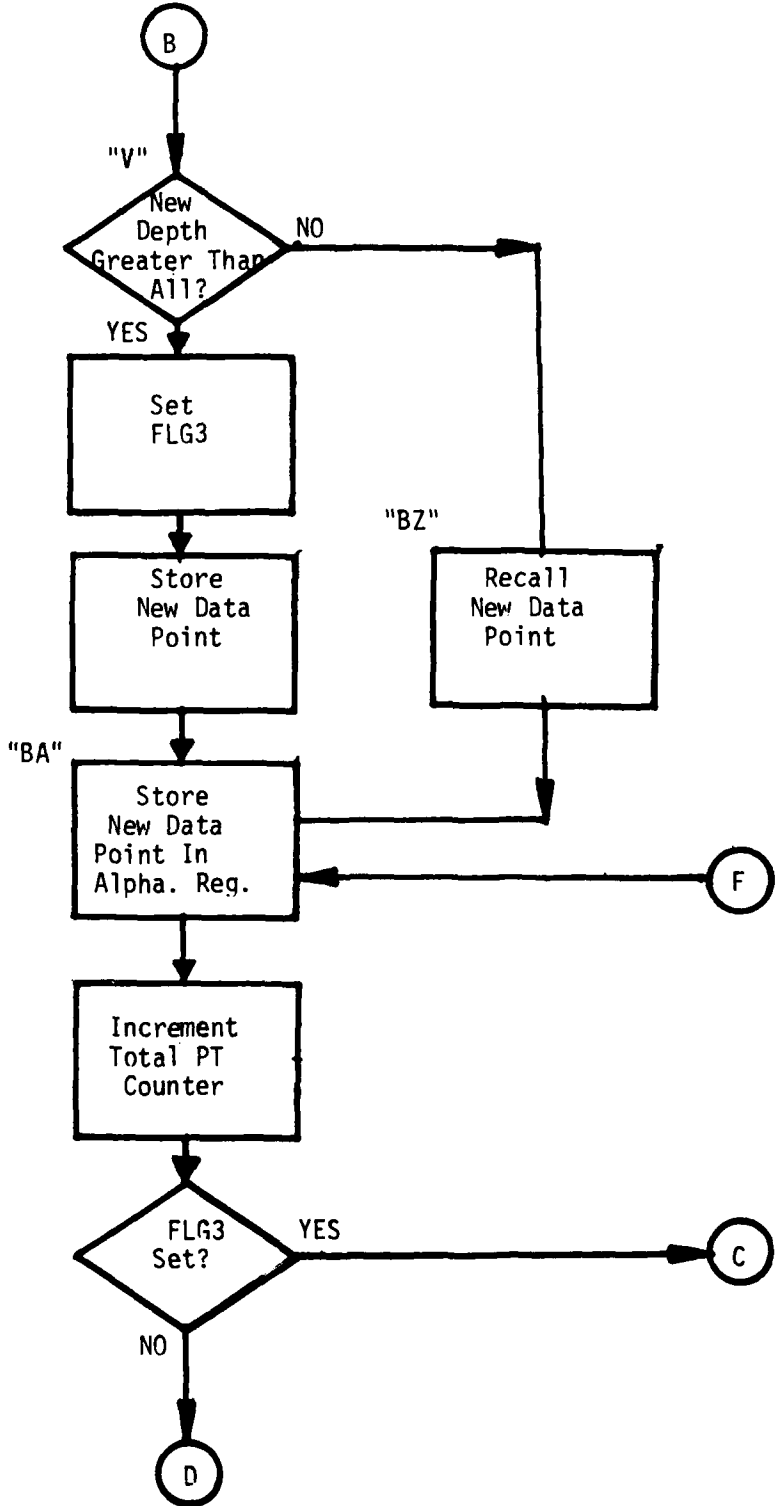 B
"V"
New
Depth
Greater Than
All?
NO
YES
Set
FLG3
"BZ"
Store
New Data
Point
Recall
New Data
Point
"BA"
Store
New Data
Point In
Alpha. Reg.
F
Increment
Total PT
Counter
FLG3
Set?
YES
C
NO
D